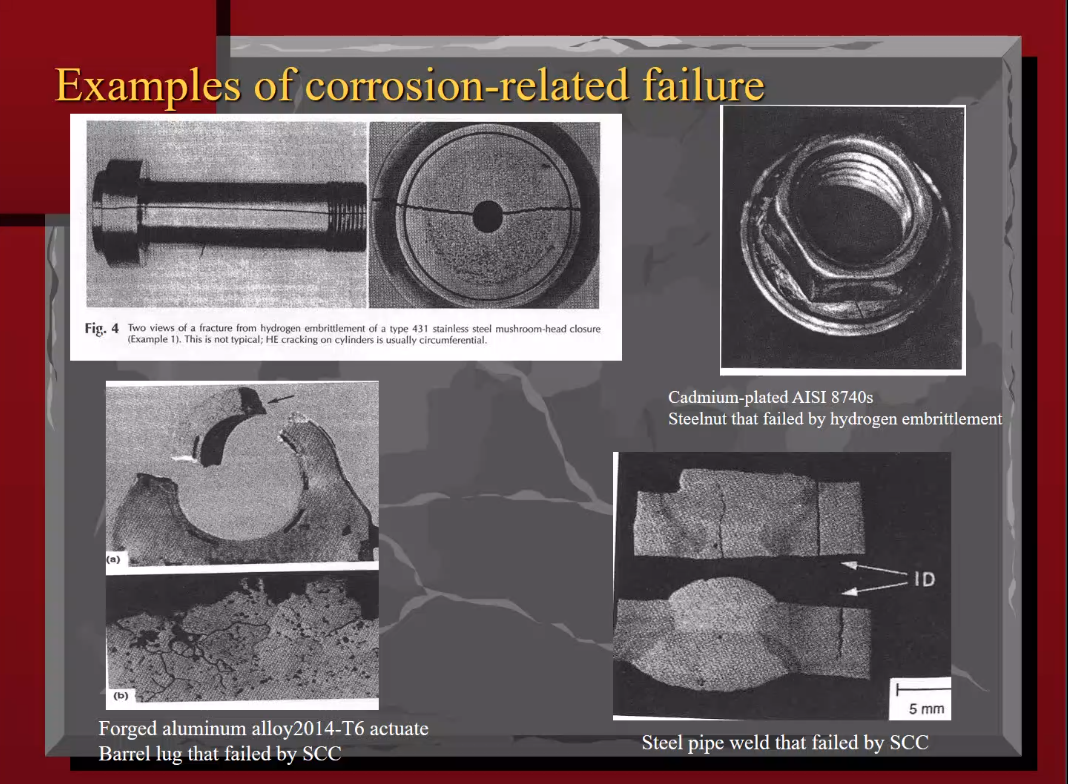 Examples of corrosion-related failure
Fig. 4 Two views of a fracture from hydrogen embrittlement of a type 431 stainless steel mushroom-head closure
(Example 1). This is not typical; HE cracking on cylinders is usually circumferential.
Cadmium-plated AISI 8740s
Steelnut that failed by hydrogen embrittlement
(a)
(b)
Forged aluminum alloy2014-T6 actuate
Barrel lug that failed by SCC
ID
5 mm
Steel pipe weld that failed by SCC